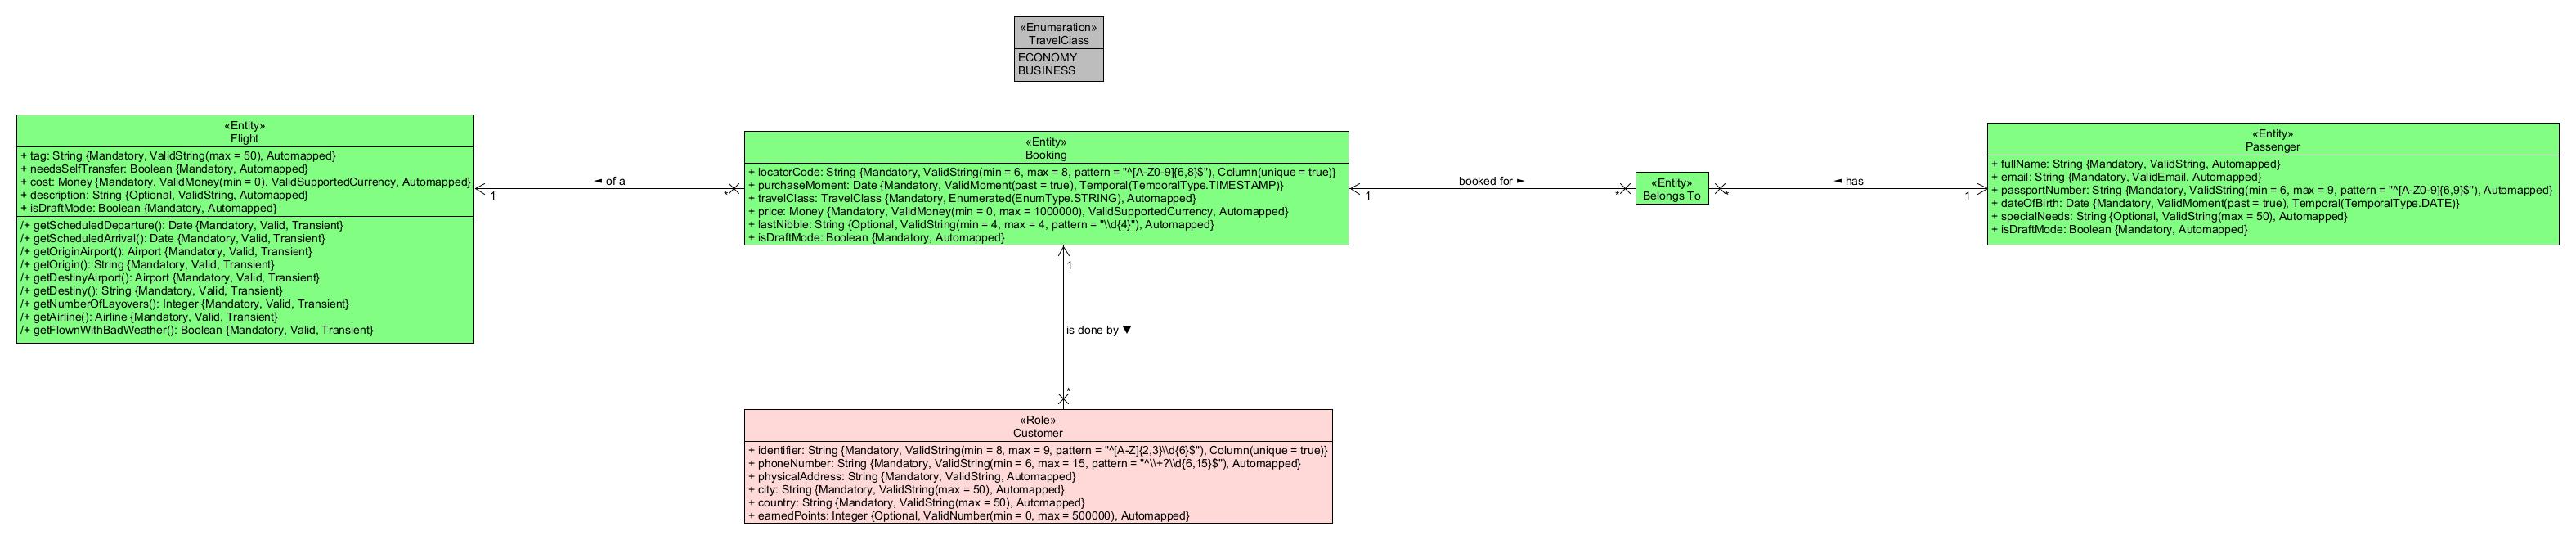 «Enumeration»
TravelClass
ECONOMY
BUSINESS
«Entity»
Flight
+ tag: String {Mandatory, ValidString(max = 50), Automapped}
+ needsSelfTransfer: Boolean {Mandatory, Automapped}
+ cost: Money {Mandatory, ValidMoney(min = 0), ValidSupportedCurrency, Automapped}
+ description: String {Optional, ValidString, Automapped}
+ isDraftMode: Boolean {Mandatory, Automapped}
/+ getScheduledDeparture(): Date {Mandatory, Valid, Transient}
/+ getScheduledArrival(): Date {Mandatory, Valid, Transient}
/+ getOriginAirport(): Airport {Mandatory, Valid, Transient}
/+ getOrigin(): String {Mandatory, Valid, Transient}
/+ getDestinyAirport(): Airport {Mandatory, Valid, Transient}
/+ getDestiny(): String {Mandatory, Valid, Transient}
/+ getNumberOfLayovers(): Integer {Mandatory, Valid, Transient}
/+ getAirline(): Airline {Mandatory, Valid, Transient}
/+ getFlownWithBadWeather(): Boolean {Mandatory, Valid, Transient}
◄ of a
1
*
«Entity»
Booking
+ locatorCode: String {Mandatory, ValidString(min = 6, max = 8, pattern = "^[A-Z0-9]{6,8}$"), Column(unique = true)}
+ purchaseMoment: Date {Mandatory, ValidMoment(past = true), Temporal(TemporalType.TIMESTAMP)}
+ travelClass: TravelClass {Mandatory, Enumerated(EnumType.STRING), Automapped}
+ price: Money {Mandatory, ValidMoney(min = 0, max = 1000000), ValidSupportedCurrency, Automapped}
+ lastNibble: String {Optional, ValidString(min = 4, max = 4, pattern = "\\d{4}"), Automapped}
+ isDraftMode: Boolean {Mandatory, Automapped}
booked for ►
1
*
«Entity»
Belongs To
◄ has
*
1
«Entity»
Passenger
+ fullName: String {Mandatory, ValidString, Automapped}
+ email: String {Mandatory, ValidEmail, Automapped}
+ passportNumber: String {Mandatory, ValidString(min = 6, max = 9, pattern = "^[A-Z0-9]{6,9}$"), Automapped}
+ dateOfBirth: Date {Mandatory, ValidMoment(past = true), Temporal(TemporalType.DATE)}
+ specialNeeds: String {Optional, ValidString(max = 50), Automapped}
+ isDraftMode: Boolean {Mandatory, Automapped}
1
is done by ▼
*
«Role»
Customer
+ identifier: String {Mandatory, ValidString(min = 8, max = 9, pattern = "^[A-Z]{2,3}\\d{6}$"), Column(unique = true)}
+ phoneNumber: String {Mandatory, ValidString(min = 6, max = 15, pattern = "^\\+?\\d{6,15}$"), Automapped}
+ physicalAddress: String {Mandatory, ValidString, Automapped}
+ city: String {Mandatory, ValidString(max = 50), Automapped}
+ country: String {Mandatory, ValidString(max = 50), Automapped}
+ earnedPoints: Integer {Optional, ValidNumber(min = 0, max = 500000), Automapped}